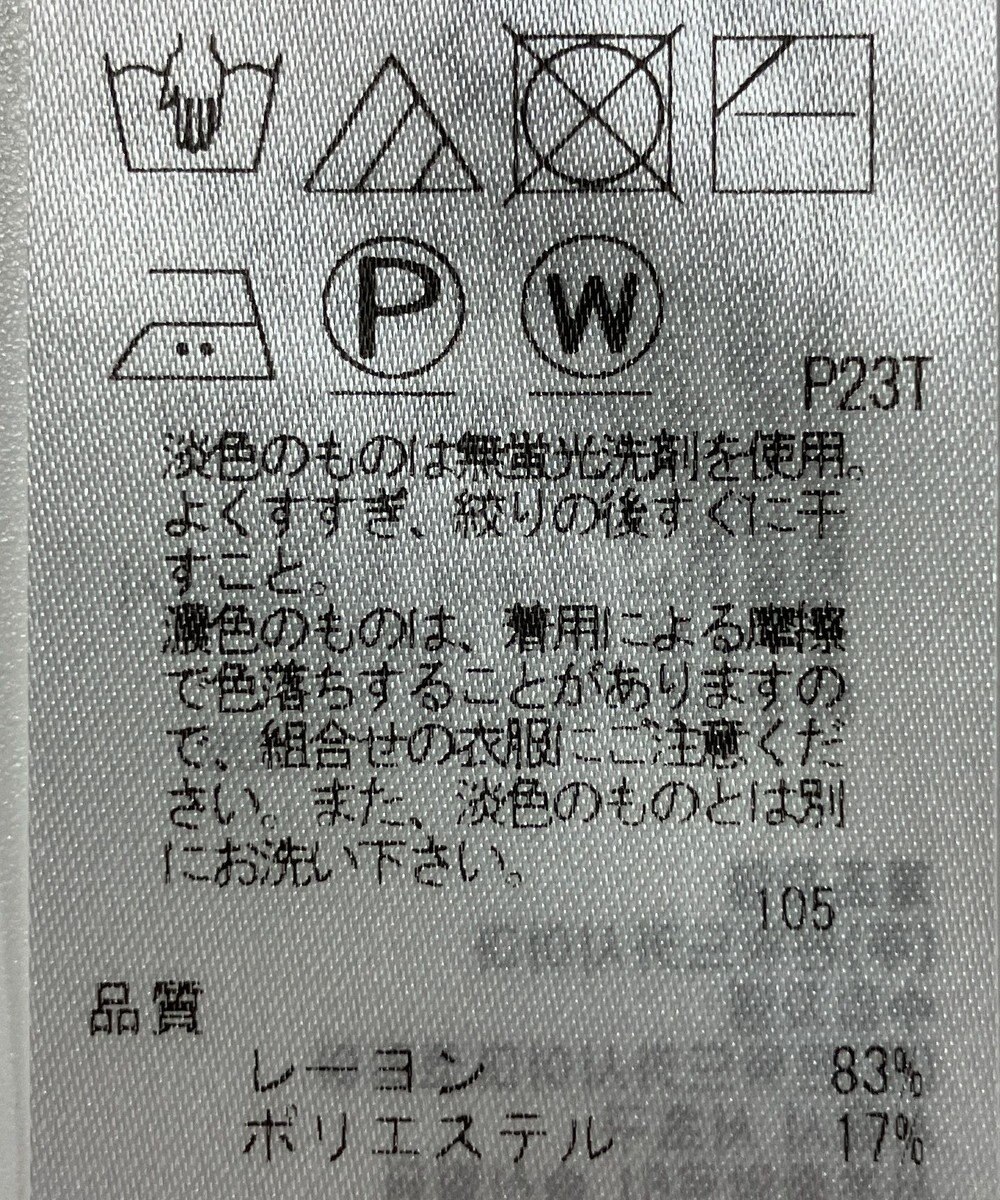 P
W
P23T
淡色のものは無蛍光洗剤を使用。
よくすすぎ、絞りの後すぐに干
すこと。
濃色のものは、着用による摩擦
で色落ちすることがありますの
で、組合せの衣服にご注意くだ
さい。また、淡色のものとは別
にお洗い下さい。
105
品質
レーヨン 83%
ポリエステル 17%